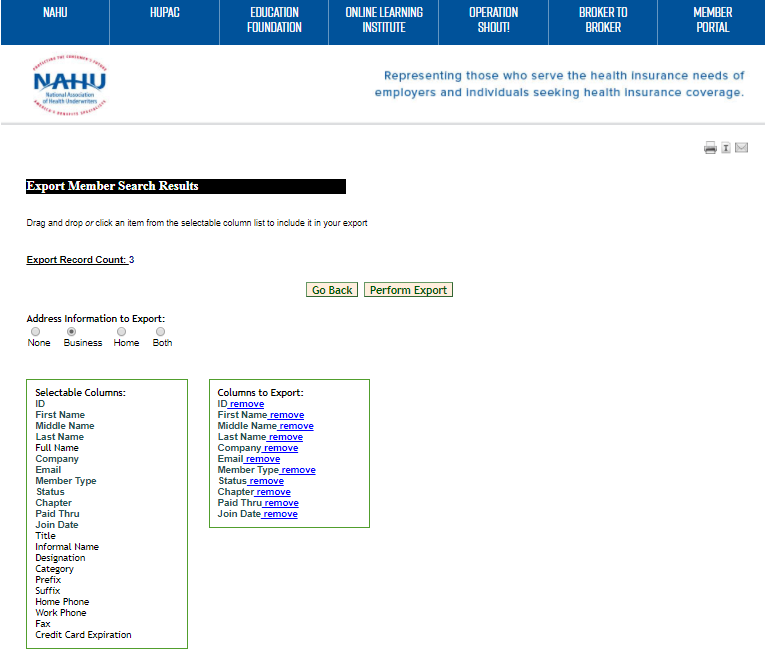 NAHU
HUPAC
EDUCATION
FOUNDATION
ONLINE LEARNING
INSTITUTE
OPERATION
SHOUT!
BROKER TO
BROKER
MEMBER
PORTAL
PROTECTING THE CONSUMER'S FUTURE
NAHU
National Association
of Health Underwriters
AMERICA'S BENEFITS SPECIALISTS
Representing those who serve the health insurance needs of
employers and individuals seeking health insurance coverage.
Export Member Search Results
Drag and drop or click an item from the selectable column list to include it in your export
Export Record Count: 3
Go Back
Perform Export
Address Information to Export:
None Business Home Both
Selectable Columns:
ID
First Name
Middle Name
Last Name
Full Name
Company
Email
Member Type
Status
Chapter
Paid Thru
Join Date
Title
Informal Name
Designation
Category
Prefix
Suffix
Home Phone
Work Phone
Fax
Credit Card Expiration
Columns to Export:
ID remove
First Name remove
Middle Name remove
Last Name remove
Company remove
Email remove
Member Type remove
Status remove
Chapter remove
Paid Thru remove
Join Date remove